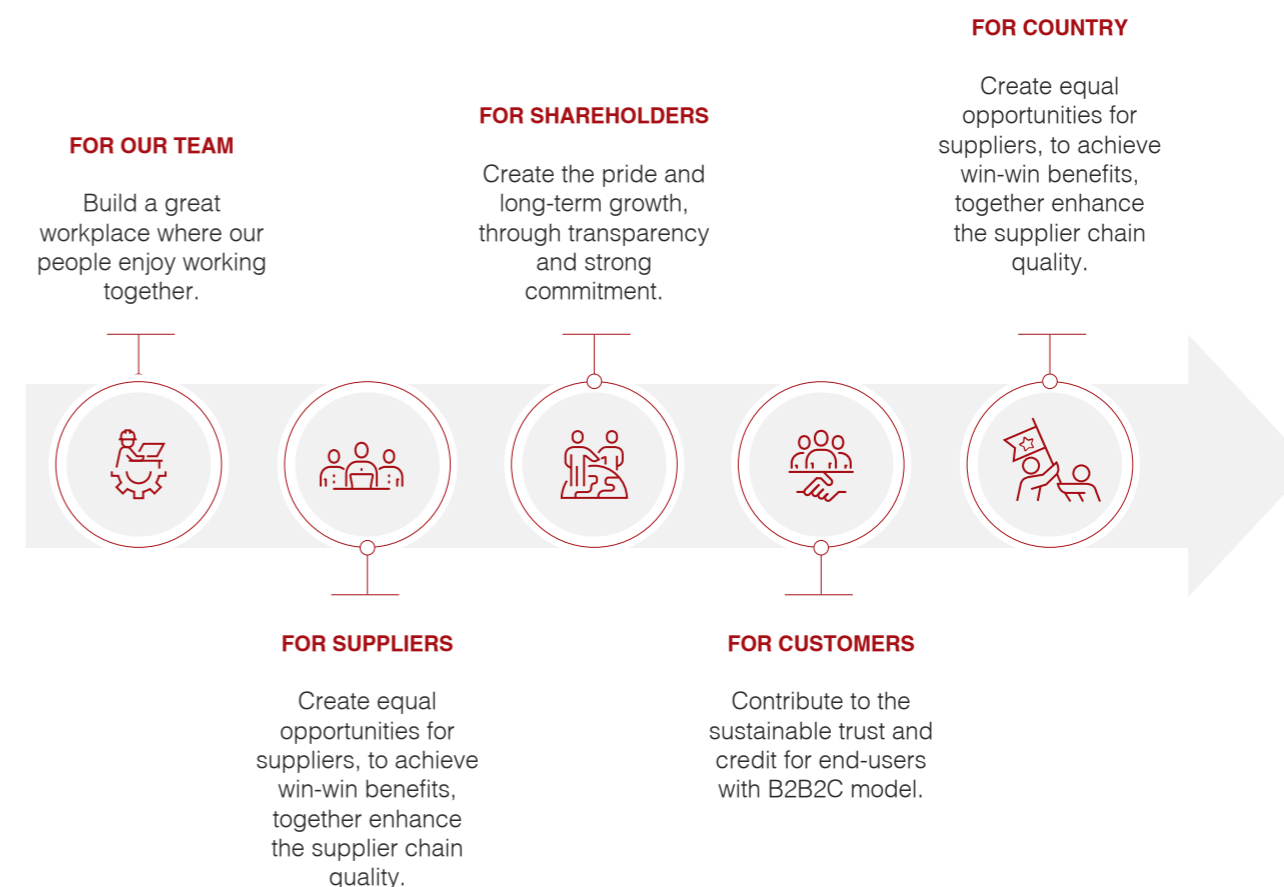 FOR OUR TEAM
Build a great
workplace where our
people enjoy working
together.
FOR SUPPLIERS
Create equal
opportunities for
suppliers, to achieve
win-win benefits,
together enhance
the supplier chain
quality.
FOR SHAREHOLDERS
Create the pride and
long-term growth,
through transparency
and strong
commitment.
FOR CUSTOMERS
Contribute to the
sustainable trust and
credit for end-users
with B2B2C model.
FOR COUNTRY
Create equal
opportunities for
suppliers, to achieve
win-win benefits,
together enhance
the supplier chain
quality.